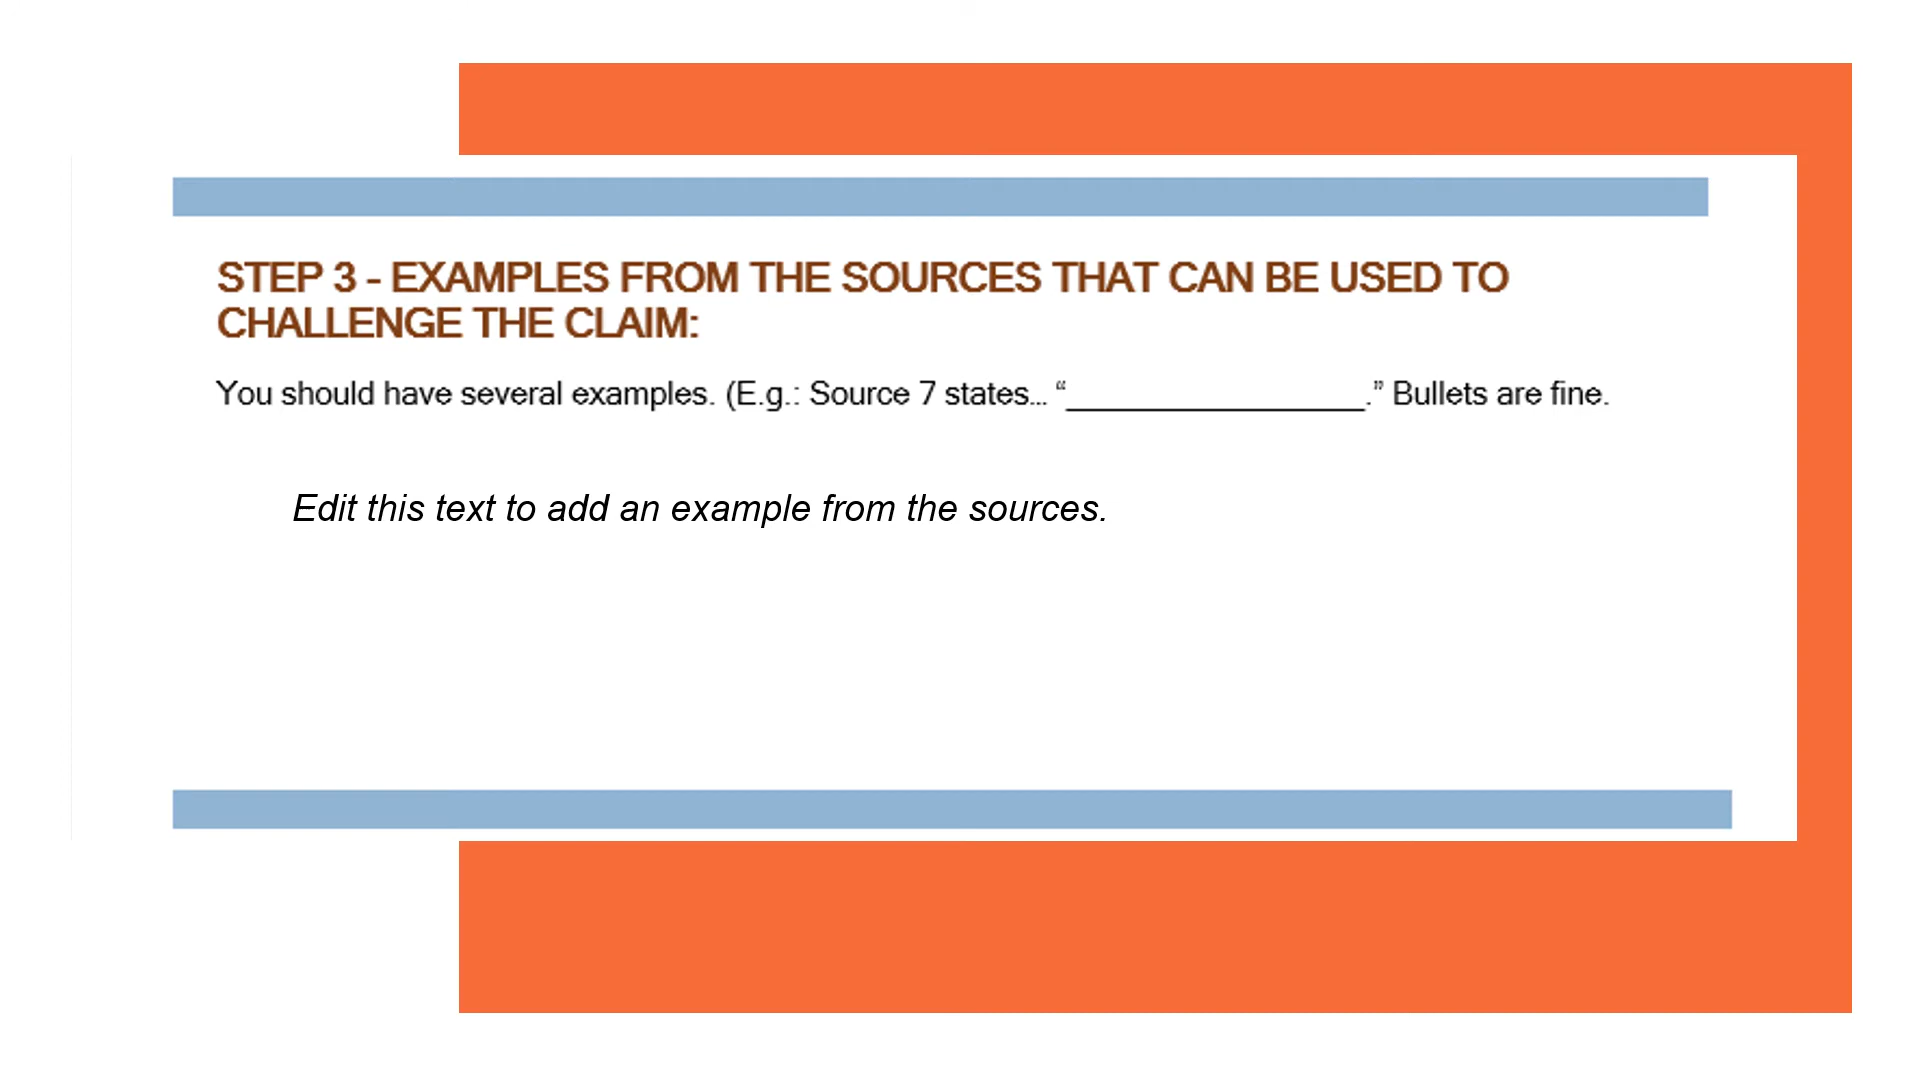 STEP 3 - EXAMPLES FROM THE SOURCES THAT CAN BE USED TO
CHALLENGE THE CLAIM:
You should have several examples. (E.g.: Source 7 states... “________________.” Bullets are fine.
Edit this text to add an example from the sources.